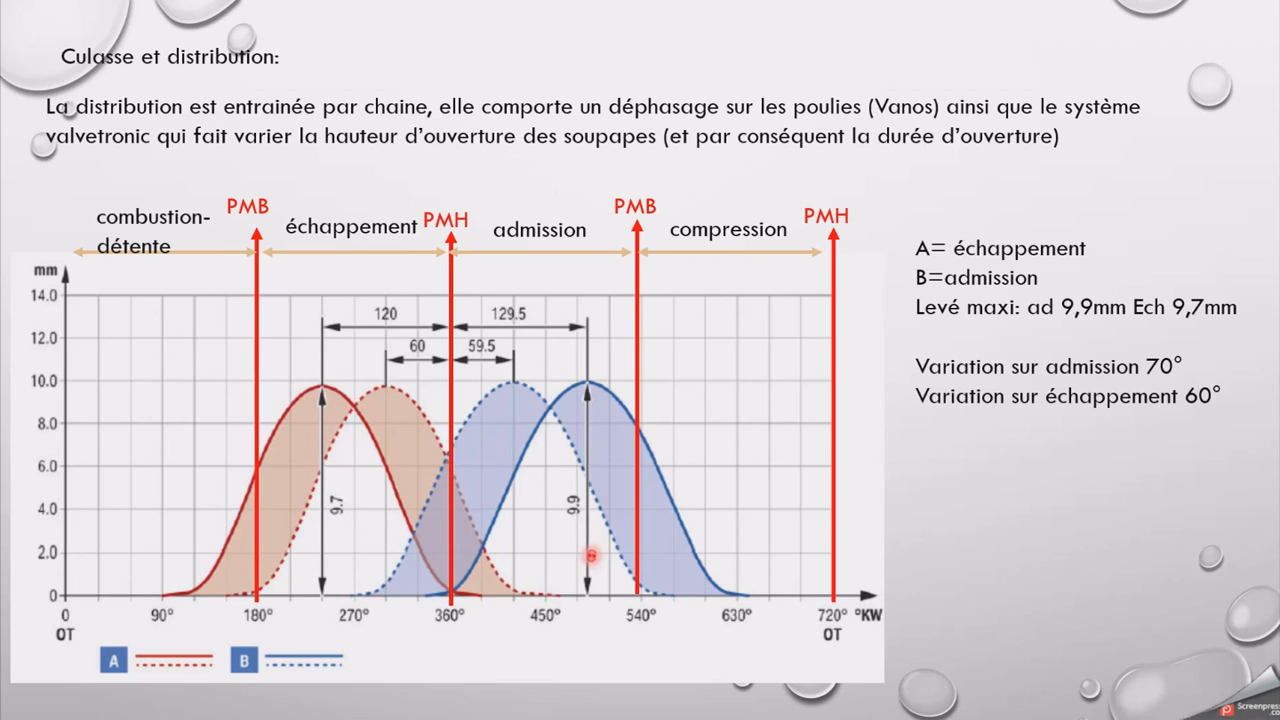 Culasse et distribution:
La distribution est entrainée par chaine, elle comporte un déphasage sur les poulies (Vanos) ainsi que le système
valvetronic qui fait varier la hauteur d'ouverture des soupapes (et par conséquent la durée d'ouverture)
combustion-
détente
PMB
échappement
PMH
admission
PMB
compression
PMH
A= échappement
B=admission
Levé maxi: ad 9,9mm Ech 9,7mm
Variation sur admission 70°
Variation sur échappement 60°
mm
14.0
12.0
10.0
8.0
6.0
4.0
2.0
0
120
129.5
60
59.5
9.7
9.9
0
90°
180°
270°
360°
450°
540°
630°
720°
°KW
OT
OT
A
B
Screenpres
.co